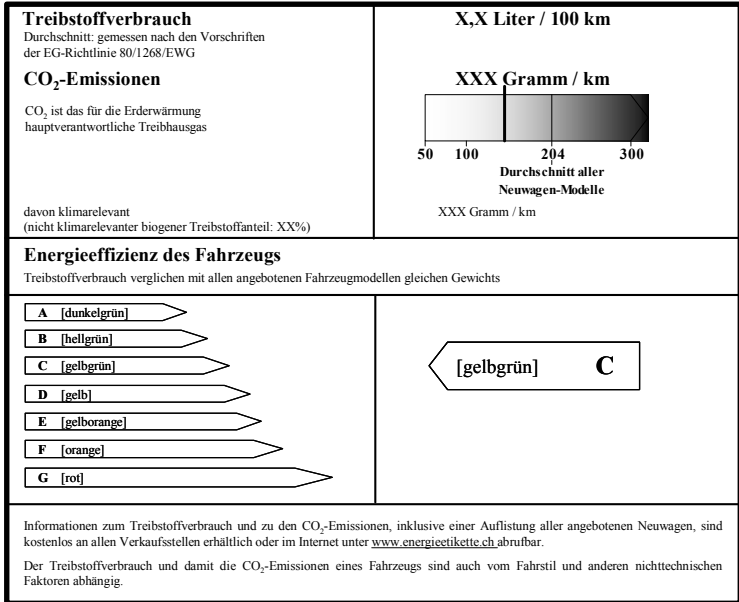 Treibstoffverbrauch
Durchschnitt: gemessen nach den Vorschriften
der EG-Richtlinie 80/1268/EWG
X,X Liter / 100 km
CO₂-Emissionen
XXX Gramm / km
CO₂ ist das für die Erderwärmung
hauptverantwortliche Treibhausgas
50 100 204 300
Durchschnitt aller
Neuwagen-Modelle
davon klimarelevant
(nicht klimarelevanter biogener Treibstoffanteil: XX%)
XXX Gramm / km
Energieeffizienz des Fahrzeugs
Treibstoffverbrauch verglichen mit allen angebotenen Fahrzeugmodellen gleichen Gewichts
A [dunkelgrün]
B [hellgrün]
C [gelbgrün]
D [gelb]
E [gelborange]
F [orange]
G [rot]
[gelbgrün] C
Informationen zum Treibstoffverbrauch und zu den CO₂-Emissionen, inklusive einer Auflistung aller angebotenen Neuwagen, sind
kostenlos an allen Verkaufsstellen erhältlich oder im Internet unter www.energieetikette.ch abrufbar.
Der Treibstoffverbrauch und damit die CO₂-Emissionen eines Fahrzeugs sind auch vom Fahrstil und anderen nichttechnischen
Faktoren abhängig.